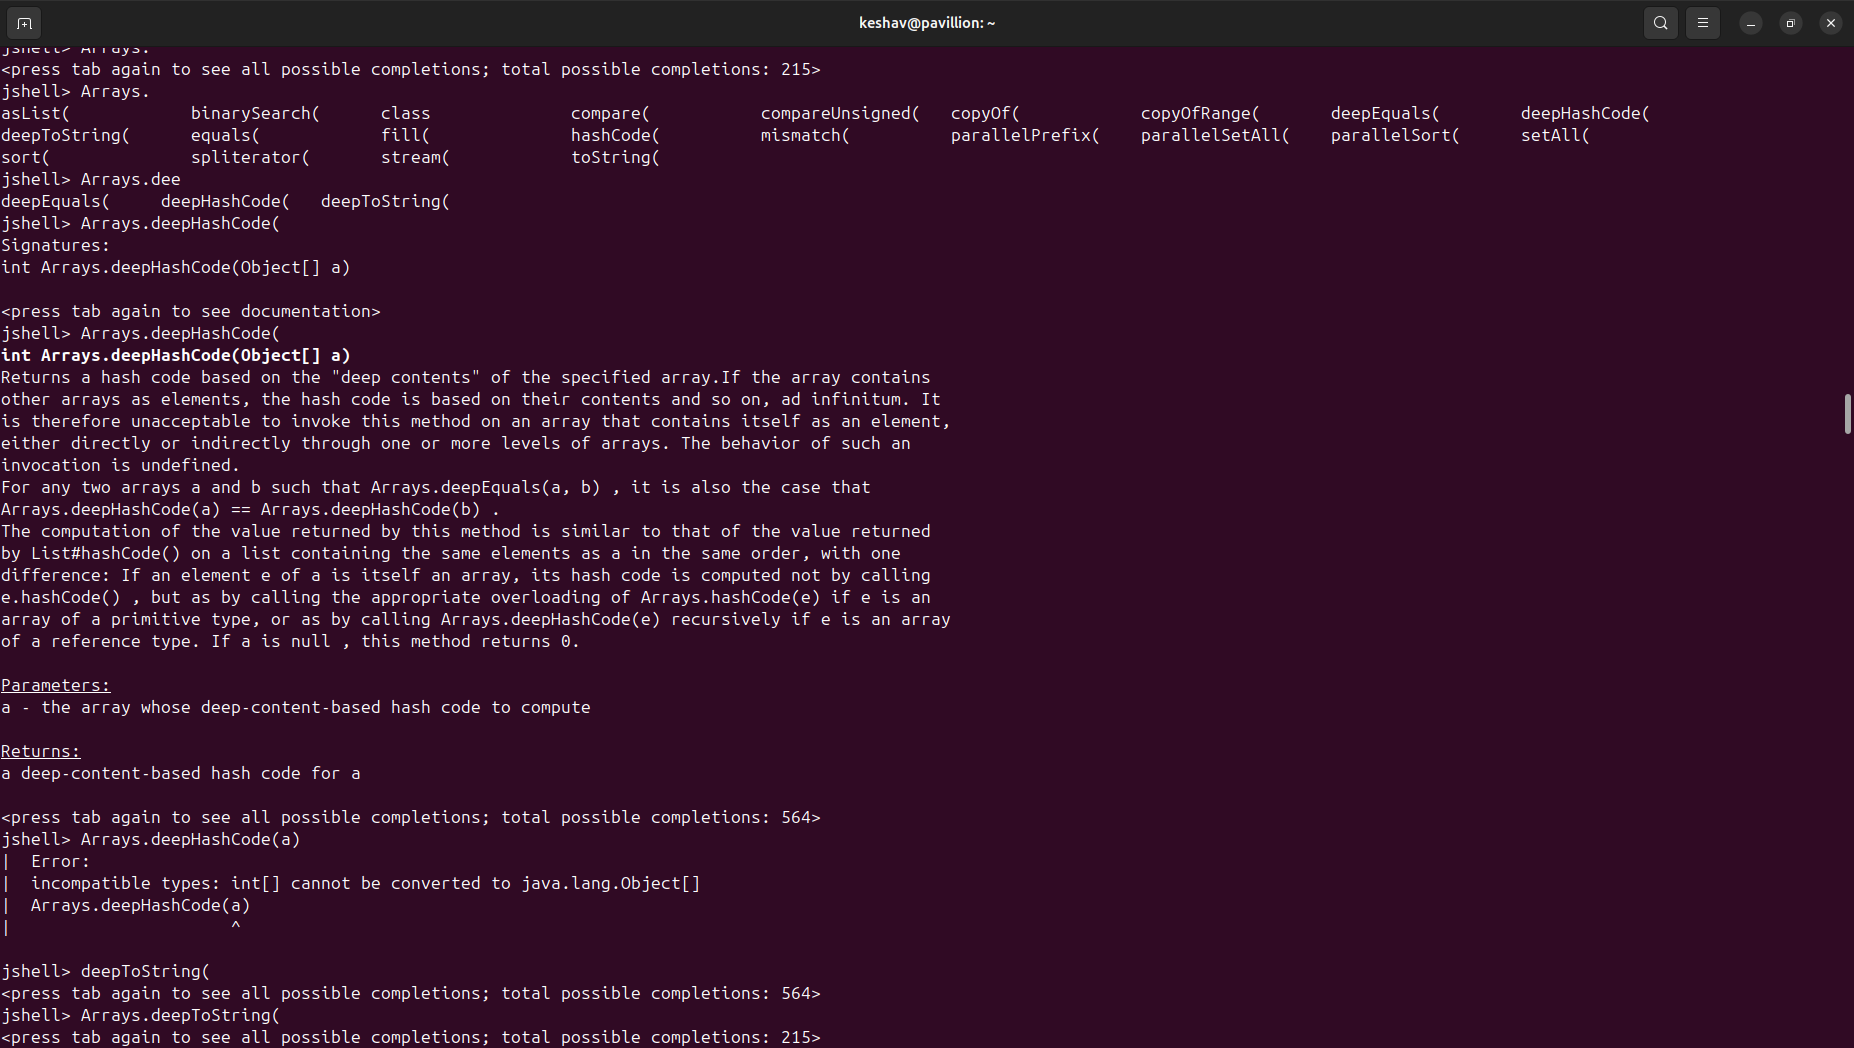 keshav@pavillion: ~
jshell> Arrays.
<press tab again to see all possible completions; total possible completions: 215>
jshell> Arrays.
asList(            binarySearch(      class              compare(           compareUnsigned(   copyOf(            copyOfRange(       deepEquals(        deepHashCode(
deepToString(      equals(            fill(              hashCode(          mismatch(          parallelPrefix(    parallelSetAll(    parallelSort(      setAll(
sort(              spliterator(       stream(            toString(
jshell> Arrays.dee
deepEquals(     deepHashCode(   deepToString(
jshell> Arrays.deepHashCode(
Signatures:
int Arrays.deepHashCode(Object[] a)
<press tab again to see documentation>
jshell> Arrays.deepHashCode(
int Arrays.deepHashCode(Object[] a)
Returns a hash code based on the "deep contents" of the specified array.If the array contains
other arrays as elements, the hash code is based on their contents and so on, ad infinitum. It
is therefore unacceptable to invoke this method on an array that contains itself as an element,
either directly or indirectly through one or more levels of arrays. The behavior of such an
invocation is undefined.
For any two arrays a and b such that Arrays.deepEquals(a, b) , it is also the case that
Arrays.deepHashCode(a) == Arrays.deepHashCode(b) .
The computation of the value returned by this method is similar to that of the value returned
by List#hashCode() on a list containing the same elements as a in the same order, with one
difference: If an element e of a is itself an array, its hash code is computed not by calling
e.hashCode() , but as by calling the appropriate overloading of Arrays.hashCode(e) if e is an
array of a primitive type, or as by calling Arrays.deepHashCode(e) recursively if e is an array
of a reference type. If a is null , this method returns 0.
Parameters:
a - the array whose deep-content-based hash code to compute
Returns:
a deep-content-based hash code for a
<press tab again to see all possible completions; total possible completions: 564>
jshell> Arrays.deepHashCode(a)
|  Error:
|  incompatible types: int[] cannot be converted to java.lang.Object[]
|  Arrays.deepHashCode(a)
|                      ^
jshell> deepToString(
<press tab again to see all possible completions; total possible completions: 564>
jshell> Arrays.deepToString(
<press tab again to see all possible completions; total possible completions: 215>